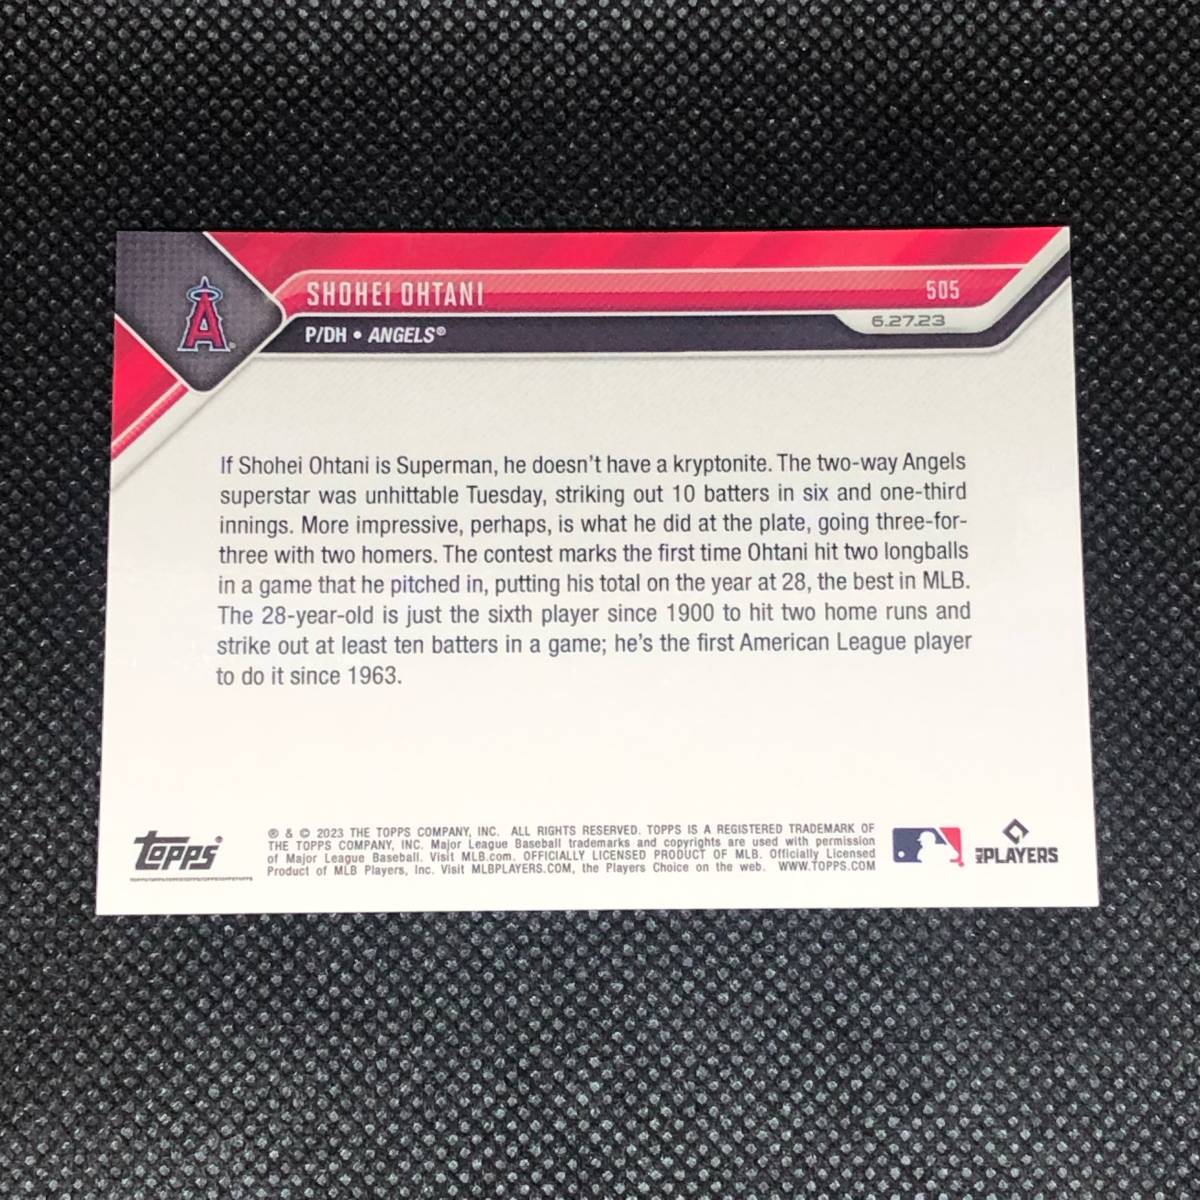 SHOHEI OHTANI
505
P/DH • ANGELS®
6.27.23
A
If Shohei Ohtani is Superman, he doesn't have a kryptonite. The two-way Angels
superstar was unhittable Tuesday, striking out 10 batters in six and one-third
innings. More impressive, perhaps, is what he did at the plate, going three-for-
three with two homers. The contest marks the first time Ohtani hit two longballs
in a game that he pitched in, putting his total on the year at 28, the best in MLB.
The 28-year-old is just the sixth player since 1900 to hit two home runs and
strike out at least ten batters in a game; he's the first American League player
to do it since 1963.
topps®
® & © 2023 THE TOPPS COMPANY, INC. ALL RIGHTS RESERVED. TOPPS IS A REGISTERED TRADEMARK OF
THE TOPPS COMPANY, INC. Major League Baseball trademarks and copyrights are used with permission
of Major League Baseball. Visit MLB.com. OFFICIALLY LICENSED PRODUCT OF MLB. Officially Licensed
Product of MLB Players, Inc. Visit MLBPLAYERS.COM, the Players Choice on the web. WWW.TOPPS.COM
MLB PLAYERS